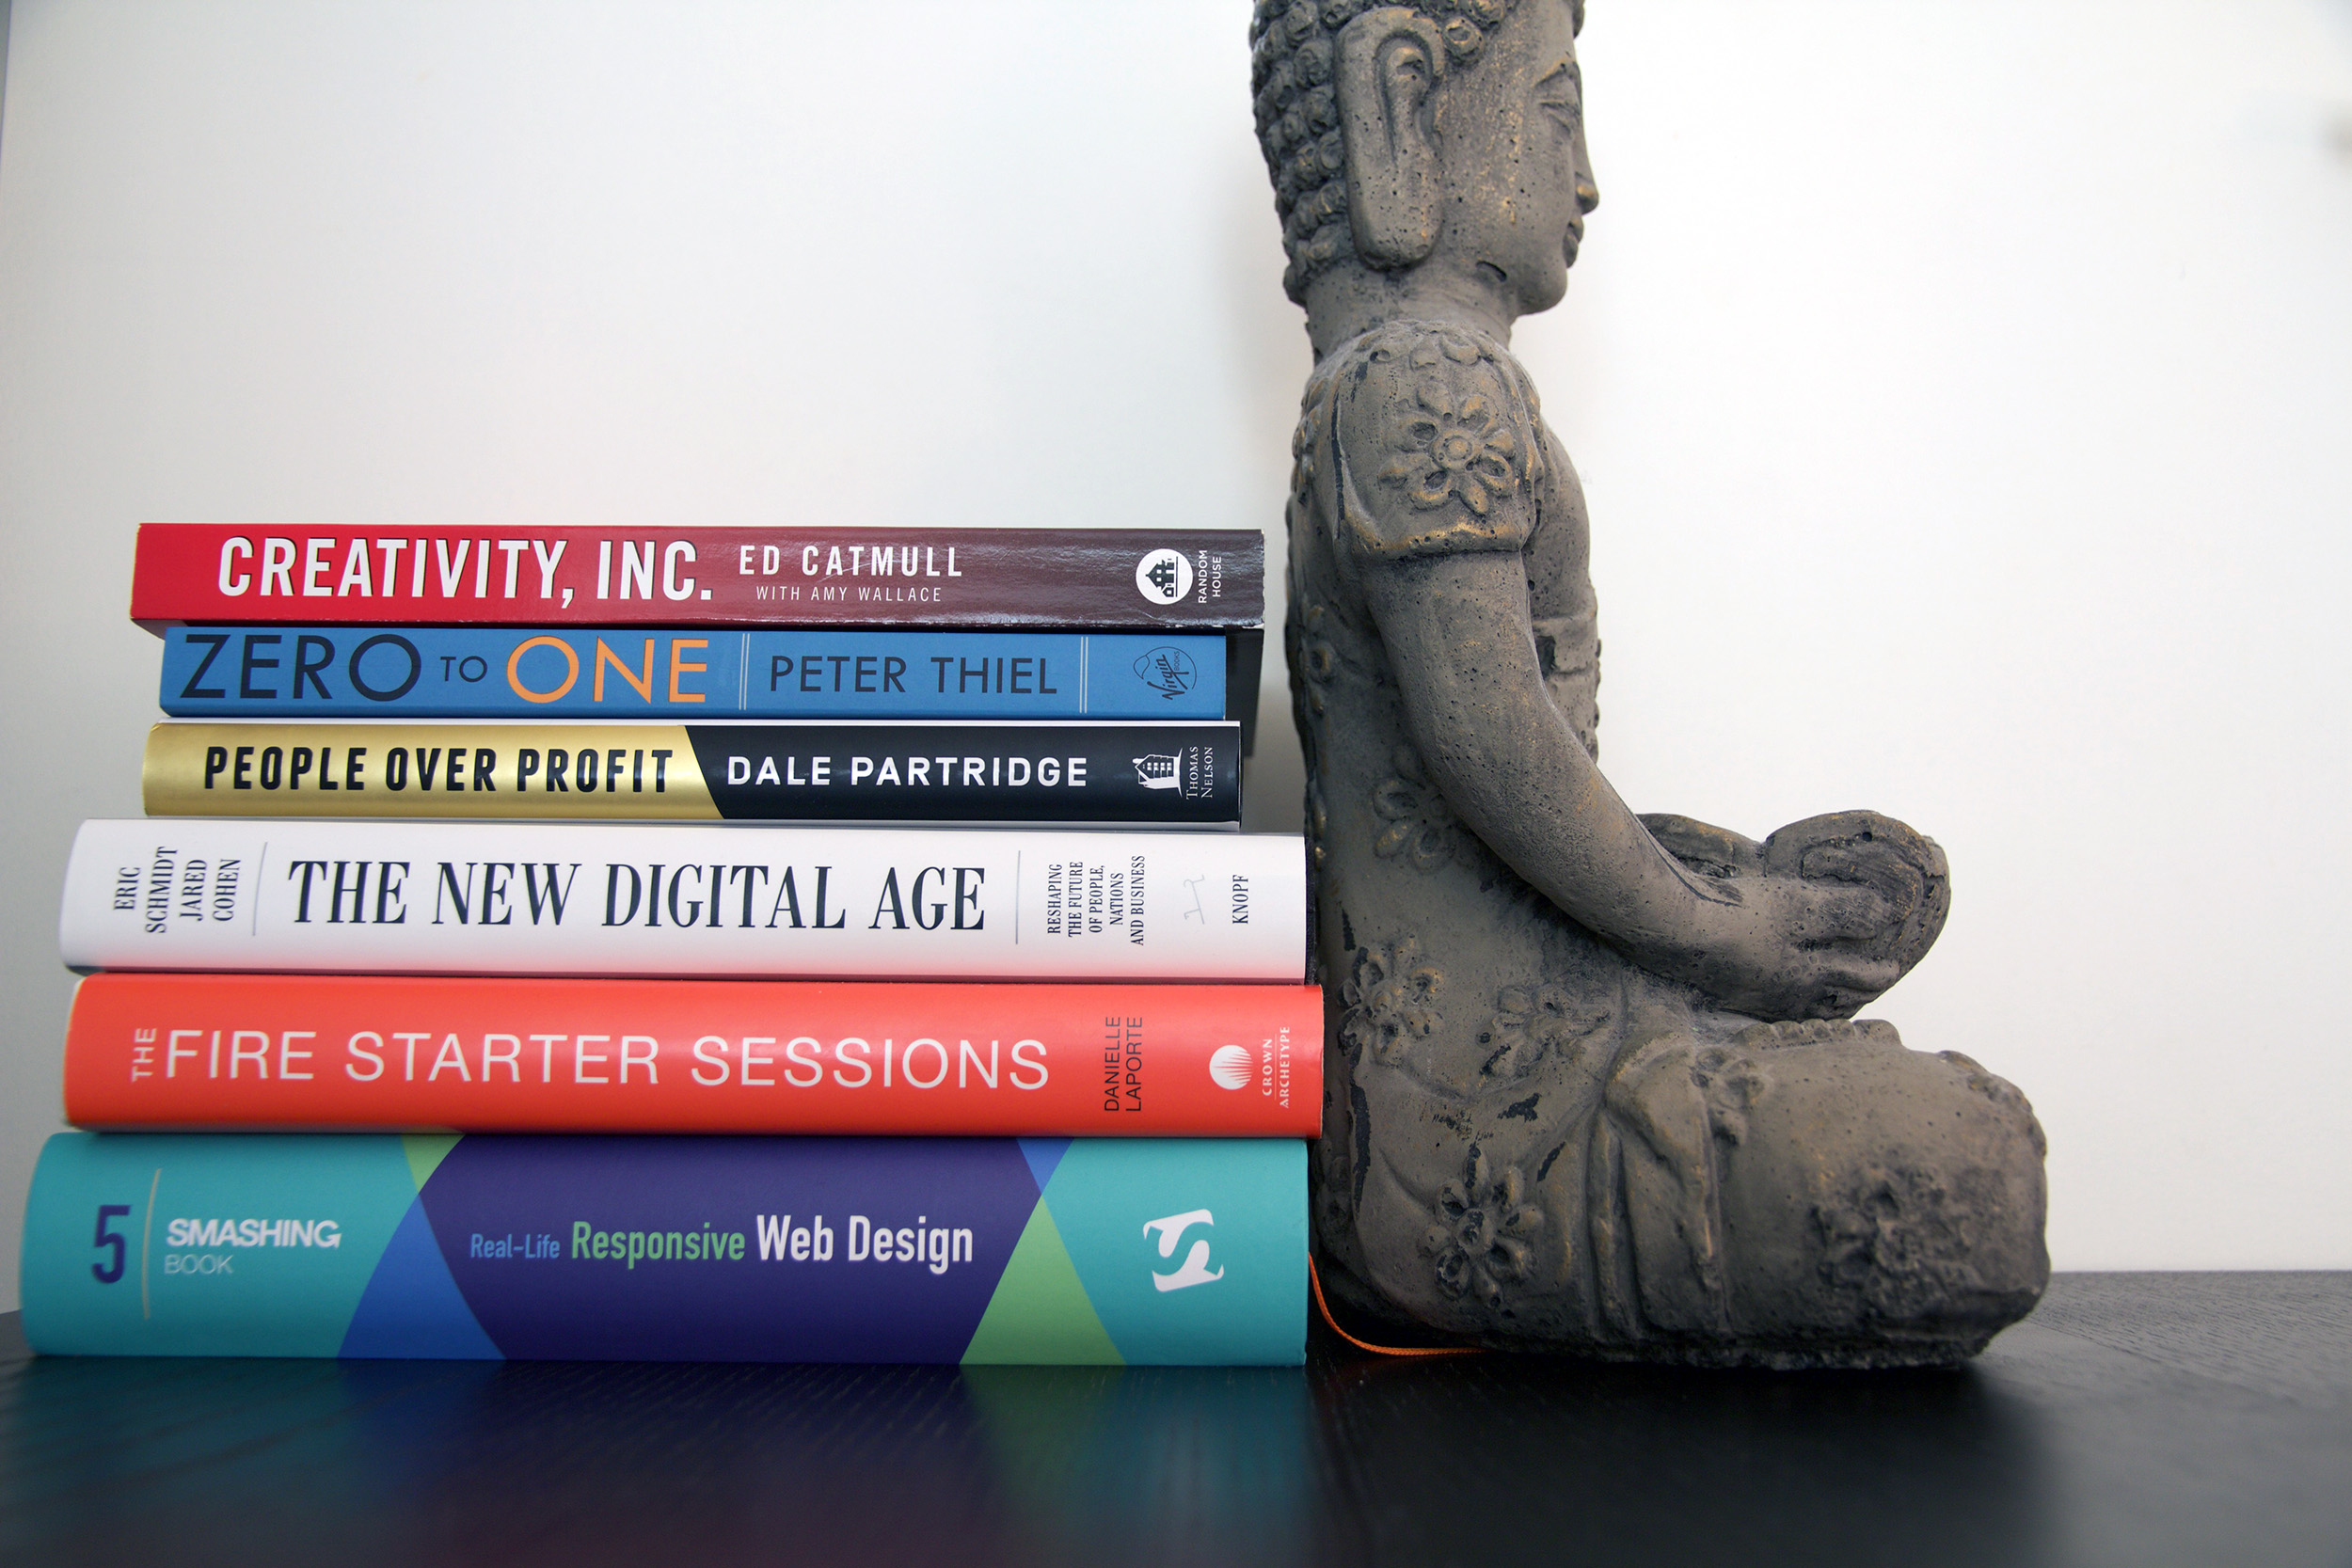 CREATIVITY, INC.
ED CATMULL
WITH AMY WALLACE
RANDOM
HOUSE
ZERO TO ONE
PETER THIEL
Virgin
BOOKS
PEOPLE OVER PROFIT
DALE PARTRIDGE
THOMAS
NELSON
ERIC
SCHMIDT
JARED
COHEN
THE NEW DIGITAL AGE
RESHAPING
THE FUTURE
OF PEOPLE,
NATIONS
AND BUSINESS
KNOPF
THE FIRE STARTER SESSIONS
DANIELLE
LAPORTE
CROWN
ARCHETYPE
5
SMASHING
BOOK
Real-Life Responsive Web Design
S